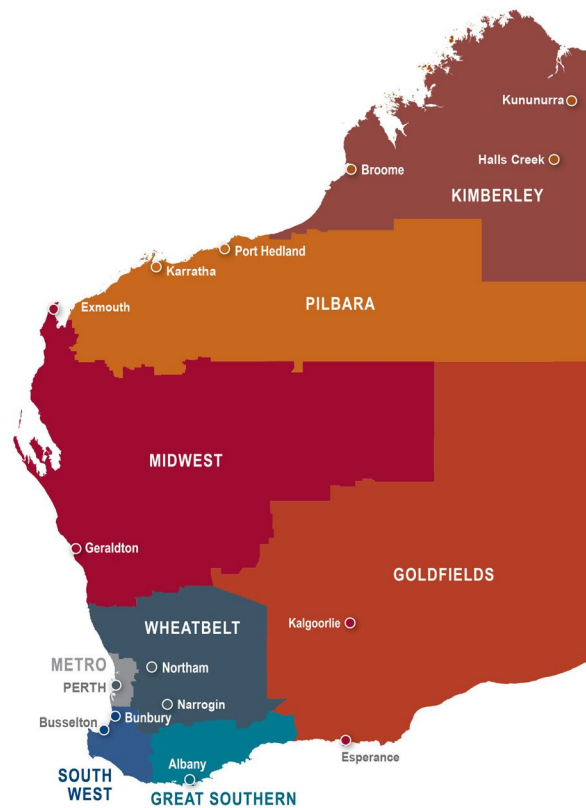 Kununurra
Halls Creek
Broome
KIMBERLEY
Port Hedland
Karratha
Exmouth
PILBARA
MIDWEST
Geraldton
GOLDFIELDS
Kalgoorlie
WHEATBELT
METRO
Northam
PERTH
Narrogin
Bunbury
Busselton
Esperance
Albany
SOUTH
WEST
GREAT SOUTHERN